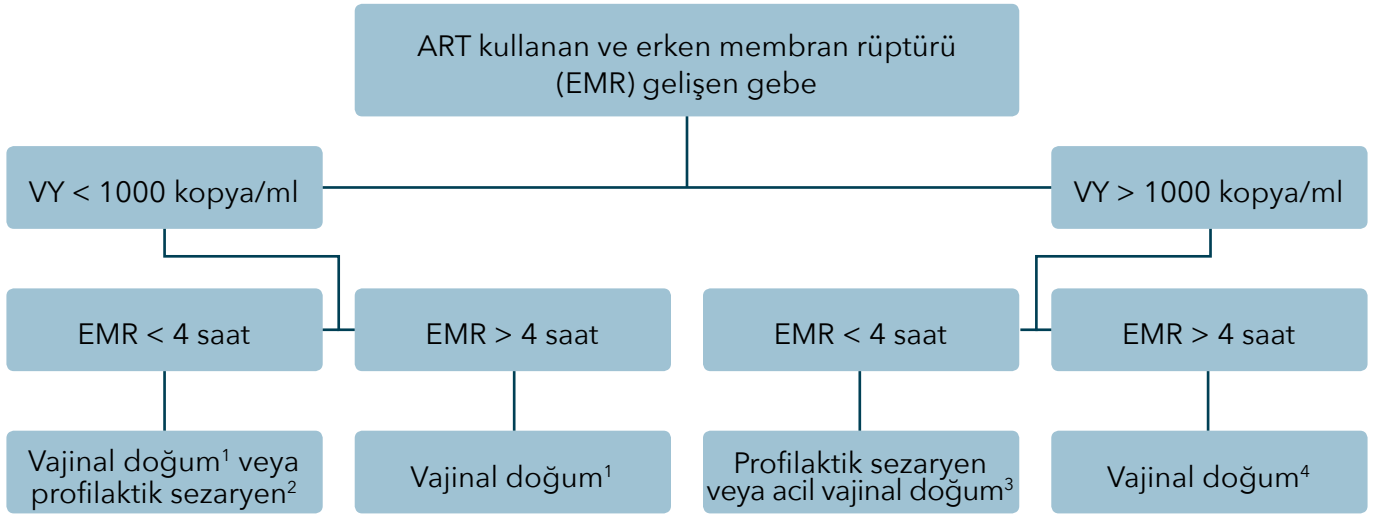 ART kullanan ve erken membran rüptürü
(EMR) gelişen gebe
VY < 1000 kopya/ml
VY > 1000 kopya/ml
EMR < 4 saat
EMR > 4 saat
EMR < 4 saat
EMR > 4 saat
Vajinal doğum¹ veya
profilaktik sezaryen²
Vajinal doğum¹
Profilaktik sezaryen
veya acil vajinal doğum³
Vajinal doğum⁴